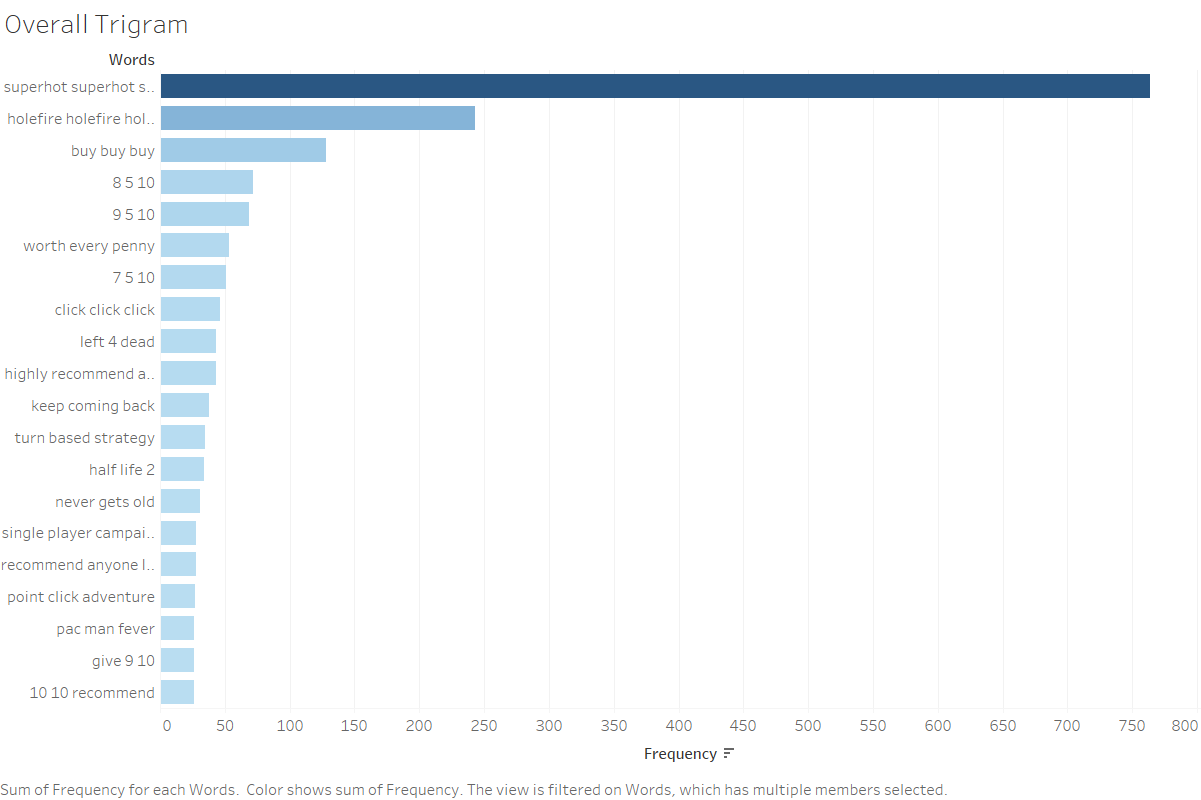 Overall Trigram
Words
superhot superhot s..
holefire holefire hol..
buy buy buy
8 5 10
9 5 10
worth every penny
7 5 10
click click click
left 4 dead
highly recommend a..
keep coming back
turn based strategy
half life 2
never gets old
single player campai..
recommend anyone l..
point click adventure
pac man fever
give 9 10
10 10 recommend
0 50 100 150 200 250 300 350 400 450 500 550 600 650 700 750 800
Frequency
Sum of Frequency for each Words. Color shows sum of Frequency. The view is filtered on Words, which has multiple members selected.